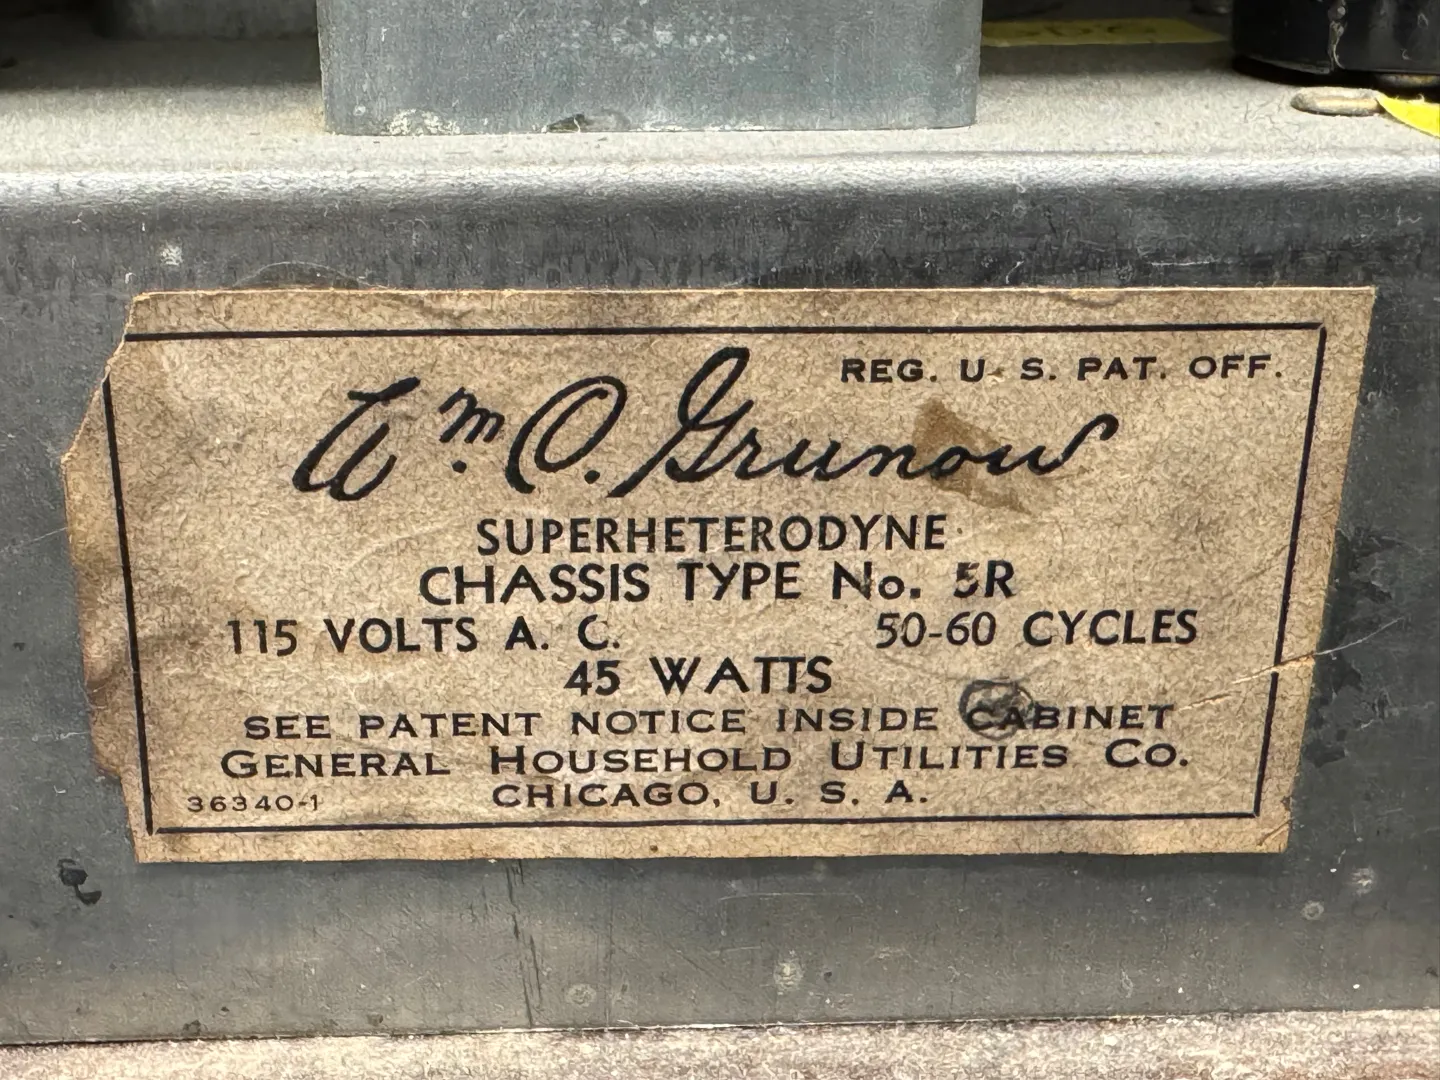 REG. U. S. PAT. OFF.
Wm. O. Grunow
SUPERHETERODYNE
CHASSIS TYPE No. 5R
115 VOLTS A. C. 50-60 CYCLES
45 WATTS
SEE PATENT NOTICE INSIDE CABINET
GENERAL HOUSEHOLD UTILITIES CO.
36340-1 CHICAGO, U. S. A.